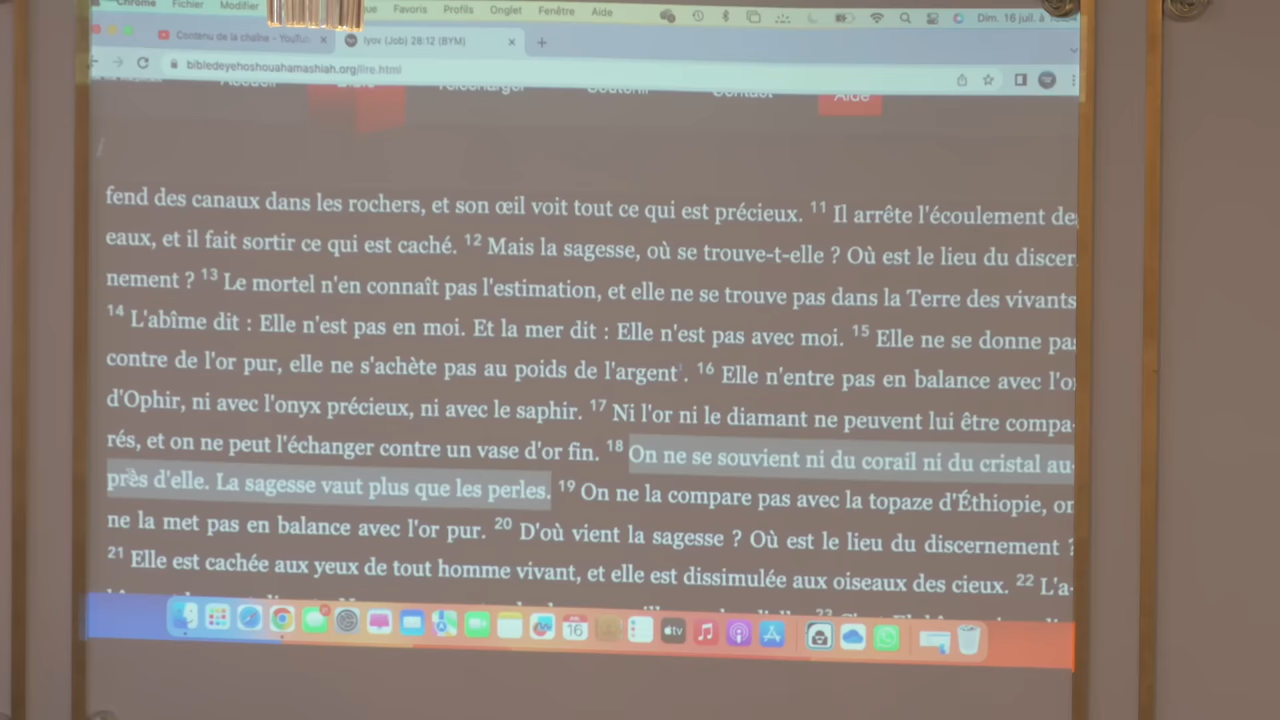 Chrome Fichier Modifier Favoris Profils Onglet Fenêtre Aide Dim. 16 juil. à
Contenu de la chaîne - YouTu Iyov (Job) 28:12 (BYM)
bibledeyehoshouahamashiah.org/lire.html
Accueil Bible Télécharger Soutenir Contact Aide
fend des canaux dans les rochers, et son œil voit tout ce qui est précieux. 11 Il arrête l'écoulement de
eaux, et il fait sortir ce qui est caché. 12 Mais la sagesse, où se trouve-t-elle ? Où est le lieu du discer
nement ? 13 Le mortel n'en connaît pas l'estimation, et elle ne se trouve pas dans la Terre des vivants
14 L'abîme dit : Elle n'est pas en moi. Et la mer dit : Elle n'est pas avec moi. 15 Elle ne se donne pa
contre de l'or pur, elle ne s'achète pas au poids de l'argent. 16 Elle n'entre pas en balance avec l'o
d'Ophir, ni avec l'onyx précieux, ni avec le saphir. 17 Ni l'or ni le diamant ne peuvent lui être compa-
rés, et on ne peut l'échanger contre un vase d'or fin. 18 On ne se souvient ni du corail ni du cristal au-
près d'elle. La sagesse vaut plus que les perles. 19 On ne la compare pas avec la topaze d'Éthiopie, on
ne la met pas en balance avec l'or pur. 20 D'où vient la sagesse ? Où est le lieu du discernement ?
21 Elle est cachée aux yeux de tout homme vivant, et elle est dissimulée aux oiseaux des cieux. 22 L'a-
23
16
tv